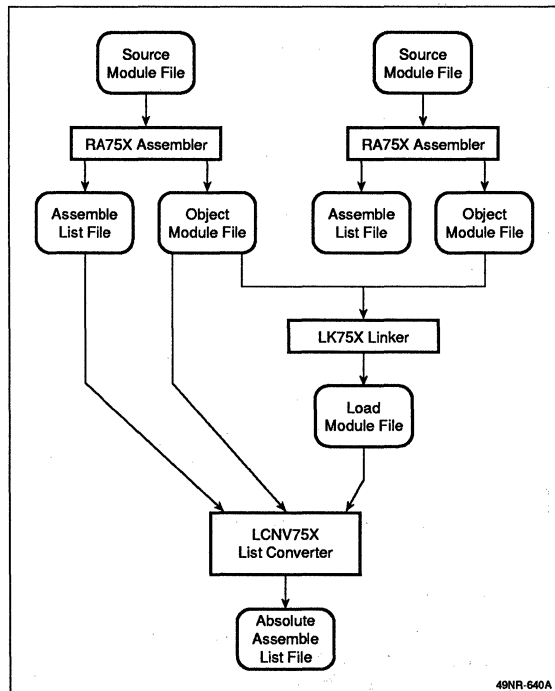 Source
Module File
Source
Module File
RA75X Assembler
RA75X Assembler
Assemble
List File
Object
Module File
Assemble
List File
Object
Module File
LK75X Linker
Load
Module File
LCNV75X
List Converter
Absolute
Assemble
List File
49NR-640A